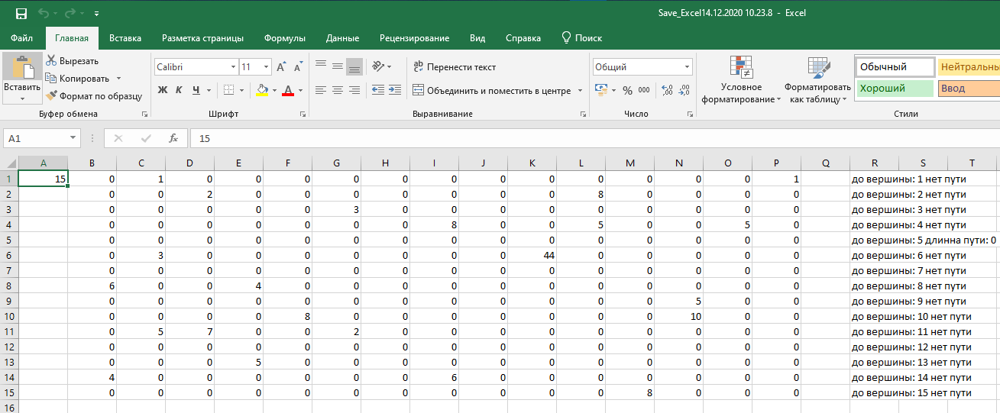 Save_Excel14.12.2020 10.23.8 - Excel
Файл Главная Вставка Разметка страницы Формулы Данные Рецензирование Вид Справка Поиск
Вставить
Вырезать
Копировать
Формат по образцу
Буфер обмена
Calibri 11
Ж К Ч
Шрифт
Перенести текст
Объединить и поместить в центре
Выравнивание
Общий
% 000
Число
Условное форматирование
Форматировать как таблицу
Обычный Нейтральны
Хороший Ввод
Стили
A1 fx 15
A B C D E F G H I J K L M N O P Q R S T
1 15 0 1 0 0 0 0 0 0 0 0 0 0 0 0 1 до вершины: 1 нет пути
2 0 0 2 0 0 0 0 0 0 0 8 0 0 0 0 до вершины: 2 нет пути
3 0 0 0 0 0 3 0 0 0 0 0 0 0 0 0 до вершины: 3 нет пути
4 0 0 0 0 0 0 0 8 0 0 5 0 0 5 0 до вершины: 4 нет пути
5 0 0 0 0 0 0 0 0 0 0 0 0 0 0 0 до вершины: 5 длинна пути: 0
6 0 3 0 0 0 0 0 0 0 44 0 0 0 0 0 до вершины: 6 нет пути
7 0 0 0 0 0 0 0 0 0 0 0 0 0 0 0 до вершины: 7 нет пути
8 6 0 0 4 0 0 0 0 0 0 0 0 0 0 0 до вершины: 8 нет пути
9 0 0 0 0 0 0 0 0 0 0 0 0 5 0 0 до вершины: 9 нет пути
10 0 0 0 0 8 0 0 0 0 0 0 0 10 0 0 до вершины: 10 нет пути
11 0 5 7 0 0 2 0 0 0 0 0 0 0 0 0 до вершины: 11 нет пути
12 0 0 0 0 0 0 0 0 0 0 0 0 0 0 0 до вершины: 12 нет пути
13 0 0 0 5 0 0 0 0 0 0 0 0 0 0 0 до вершины: 13 нет пути
14 4 0 0 0 0 0 0 6 0 0 0 0 0 0 0 до вершины: 14 нет пути
15 0 0 0 0 0 0 0 0 0 0 0 8 0 0 0 до вершины: 15 нет пути
16